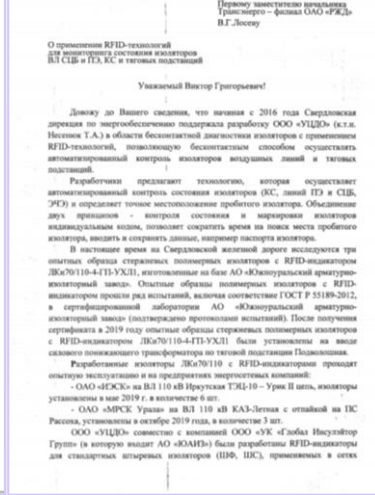 Первому заместителю начальника
Трансэнерго – филиал ОАО «РЖД»
В.Г.Лосеву
О применении RFID-технологий
для мониторинга состояния изоляторов
ВЛ СЦБ и ПЭ, КС и тяговых подстанций
Уважаемый Виктор Григорьевич!
Довожу до Вашего сведения, что начиная с 2016 года Свердловская
дирекция по энергообеспечению поддержала разработку ООО «УЦДО» (к.т.н.
Несенюк Т.А.) в области бесконтактной диагностики изоляторов с применением
RFID-технологий, позволяющую бесконтактным способом осуществлять
автоматизированный контроль изоляторов воздушных линий и тяговых
подстанций.
Разработчики предлагают технологию, которая осуществляет
автоматизированный контроль состояния изоляторов (КС, линий ПЭ и СЦБ,
ЭЧЭ) и определяет точное местоположение пробитого изолятора. Объединение
двух принципов - контроля состояния и маркировки изоляторов
индивидуальным кодом, позволяет сократить время на поиск места пробитого
изолятора, вводить и сохранять данные, например паспорта изолятора.
В настоящее время на Свердловской железной дороге исследуются три
опытных образца стержневых полимерных изоляторов с RFID-индикатором
ЛКи70/110-4-ГП-УХЛ1, изготовленные на базе АО «Южноуральский арматурно-
изоляторный завод». Опытные образцы стержневых изоляторов с RFID-
индикатором прошли ряд испытаний, включая соответствие ГОСТ Р 55189-2012,
в сертифицированной лаборатории АО «Южноуральский арматурно-
изоляторный завод» (подтверждено протоколами испытаний). После получения
сертификата в 2019 году опытные образцы стержневых полимерных изоляторов
с RFID-индикатором ЛКи70/110-4-ГП-УХЛ1 были установлены на вводе
силового понижающего трансформатора по тяговой подстанции Подволошная.
Разработанные изоляторы ЛКи70/110 с RFID-индикаторами проходят
опытную эксплуатацию и на предприятиях энергосетевых компаний:
- ОАО «ИЭСК» на ВЛ 110 кВ Иркутская ТЭЦ-10 – Урик II цепь, изоляторы
установлены в мае 2019 г. в количестве 6 шт.
- ОАО «МРСК Урала» на ВЛ 110 кВ КАЗ-Летная с отпайкой на ПС
Рассоха, установлены в октябре 2019 года, в количестве 3 шт.
ООО «УЦДО» совместно с компанией ООО «УК «Глобал Инсулэйтор
Групп» (в которую входит АО «ЮАИЗ») были разработаны RFID-индикаторы
для стандартных штыревых изоляторов (ШФ, ШС), применяемых в сетях